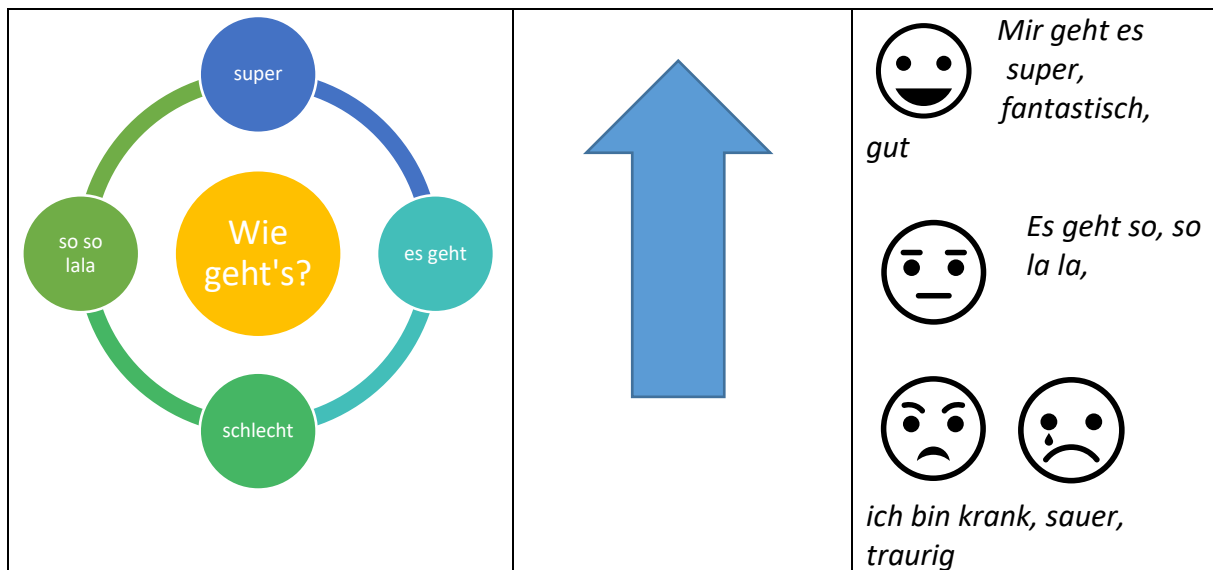 super
so so
lala
Wie
geht's?
es geht
schlecht
Mir geht es
super,
fantastisch,
gut
Es geht so, so
la la,
ich bin krank, sauer,
traurig